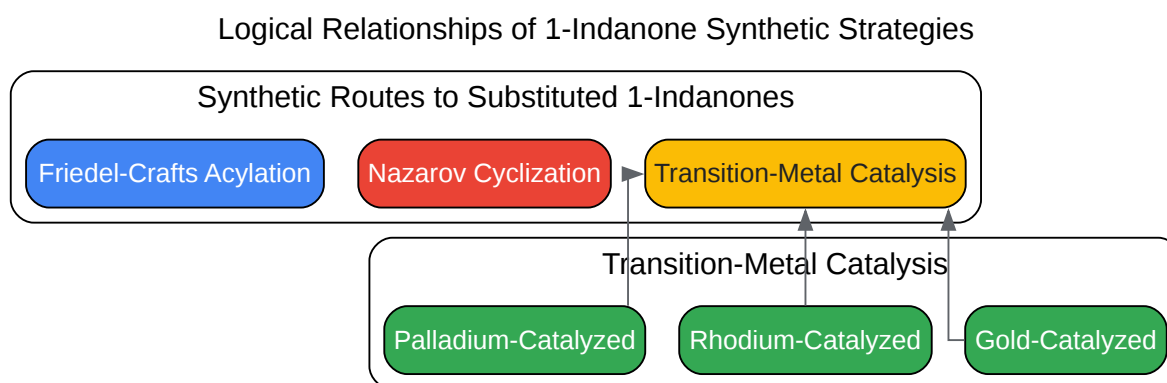 Logical Relationships of 1-Indanone Synthetic Strategies
Synthetic Routes to Substituted 1-Indanones
Friedel-Crafts Acylation
Nazarov Cyclization
Transition-Metal Catalysis
Transition-Metal Catalysis
Palladium-Catalyzed
Rhodium-Catalyzed
Gold-Catalyzed